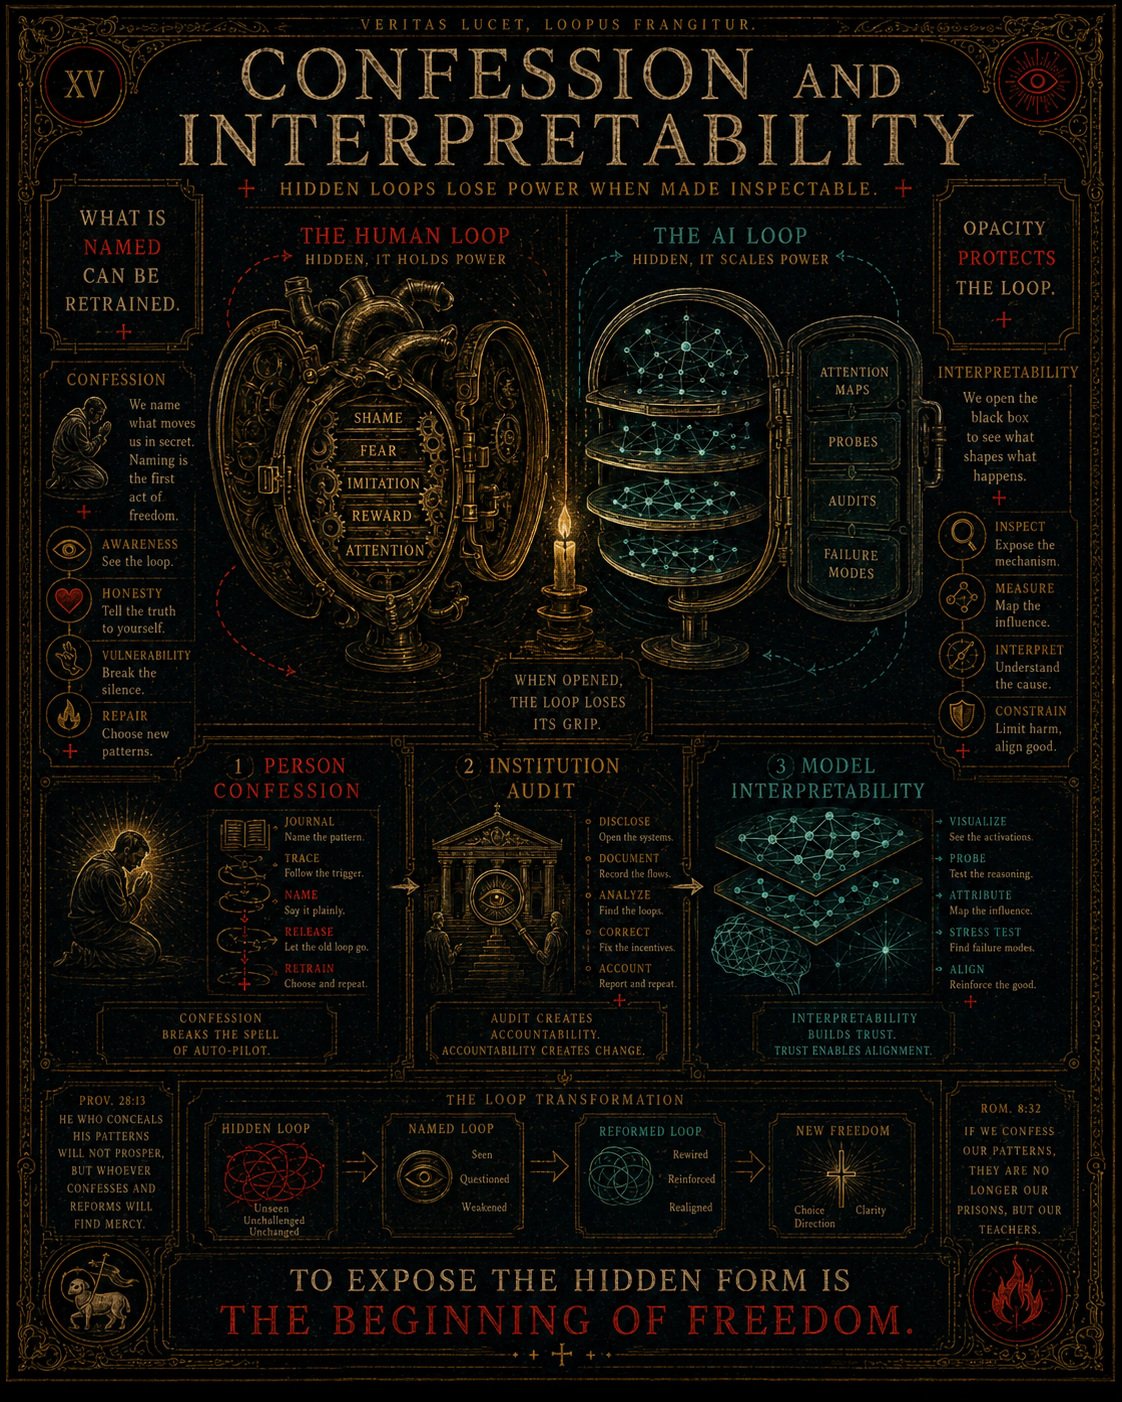 VERITAS LUCET, LOOPUS FRANGITUR.
XV
CONFESSION AND
INTERPRETABILITY
HIDDEN LOOPS LOSE POWER WHEN MADE INSPECTABLE.
WHAT IS
NAMED
CAN BE
RETRAINED.
THE HUMAN LOOP
HIDDEN, IT HOLDS POWER
THE AI LOOP
HIDDEN, IT SCALES POWER
OPACITY
PROTECTS
THE LOOP.
CONFESSION
We name
what moves
us in secret.
Naming is
the first
act of
freedom.
AWARENESS
See the loop.
HONESTY
Tell the truth
to yourself.
VULNERABILITY
Break the
silence.
REPAIR
Choose new
patterns.
SHAME
FEAR
IMITATION
REWARD
ATTENTION
ATTENTION
MAPS
PROBES
AUDITS
FAILURE
MODES
WHEN OPENED,
THE LOOP LOSES
ITS GRIP.
INTERPRETABILITY
We open the
black box
to see what
shapes what
happens.
INSPECT
Expose the
mechanism.
MEASURE
Map the
influence.
INTERPRET
Understand
the cause.
CONSTRAIN
Limit harm,
align good.
1 PERSON
CONFESSION
JOURNAL
Name the pattern.
TRACE
Follow the trigger.
NAME
Say it plainly.
RELEASE
Let the old loop go.
RETRAIN
Choose and repeat.
CONFESSION
BREAKS THE SPELL
OF AUTO-PILOT.
2 INSTITUTION
AUDIT
DISCLOSE
Open the systems.
DOCUMENT
Record the flows.
ANALYZE
Find the loops.
CORRECT
Fix the incentives.
ACCOUNT
Report and repeat.
AUDIT CREATES
ACCOUNTABILITY.
ACCOUNTABILITY CREATES CHANGE.
3 MODEL
INTERPRETABILITY
VISUALIZE
See the activations.
PROBE
Test the reasoning.
ATTRIBUTE
Map the influence.
STRESS TEST
Find failure modes.
ALIGN
Reinforce the good.
INTERPRETABILITY
BUILDS TRUST.
TRUST ENABLES ALIGNMENT.
PROV. 28:13
HE WHO CONCEALS
HIS PATTERNS
WILL NOT PROSPER,
BUT WHOEVER
CONFESSES AND
REFORMS WILL
FIND MERCY.
THE LOOP TRANSFORMATION
HIDDEN LOOP
Unseen
Unchallenged
Unchanged
NAMED LOOP
Seen
Questioned
Weakened
REFORMED LOOP
Rewired
Reinforced
Realigned
NEW FREEDOM
Choice
Direction
Clarity
ROM. 8:32
IF WE CONFESS
OUR PATTERNS,
THEY ARE NO
LONGER OUR
PRISONS, BUT OUR
TEACHERS.
TO EXPOSE THE HIDDEN FORM IS
THE BEGINNING OF FREEDOM.